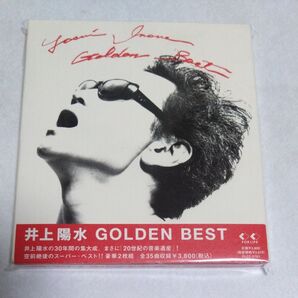 Yosui Inoue
Golden Best
井上陽水 GOLDEN BEST
FOR LIFE
井上陽水の30年間の集大成、まさに「20世紀の音楽遺産」!
空前絶後のスーパー・ベスト!! 豪華2枚組 全35曲収録¥3,800(税込)